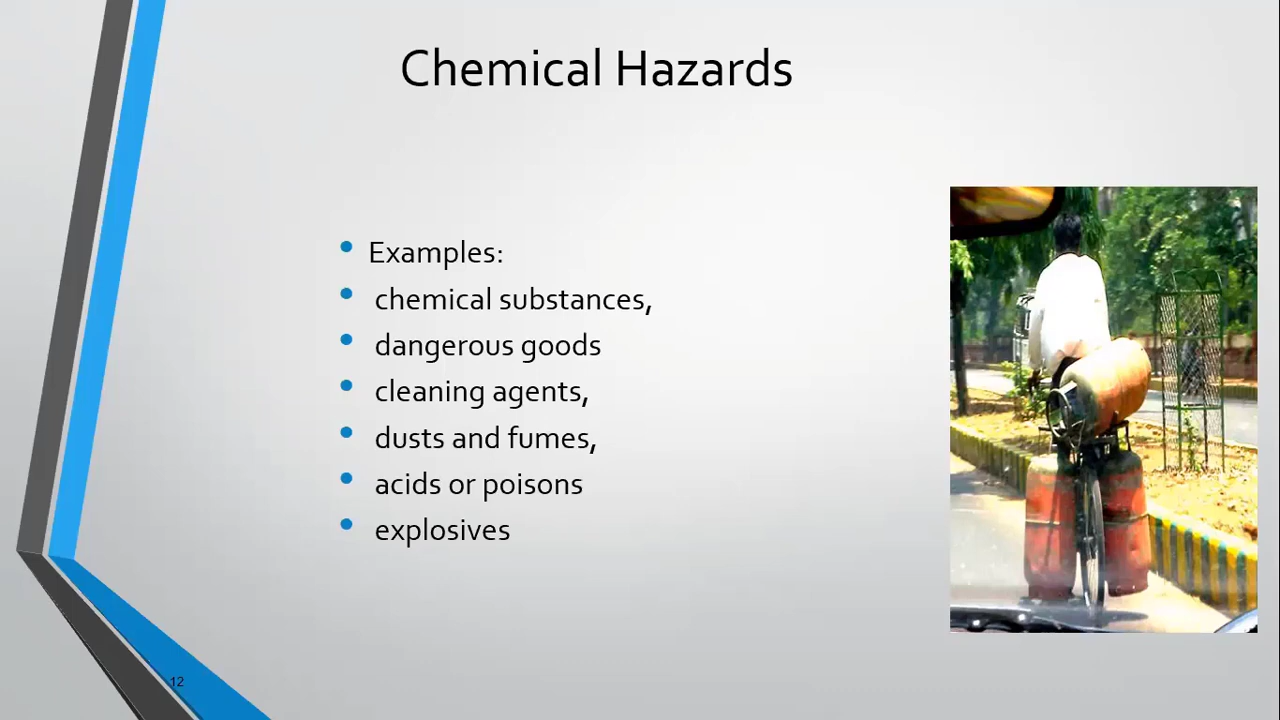 Chemical Hazards
• Examples:
• chemical substances,
• dangerous goods
• cleaning agents,
• dusts and fumes,
• acids or poisons
• explosives
12